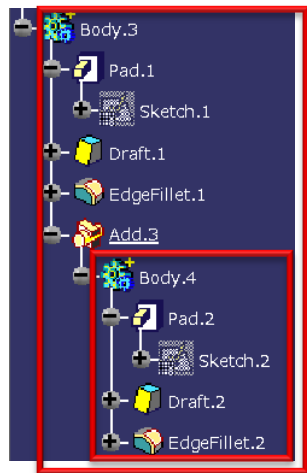 Body.3
Pad.1
Sketch.1
Draft.1
EdgeFillet.1
Add.3
Body.4
Pad.2
Sketch.2
Draft.2
EdgeFillet.2